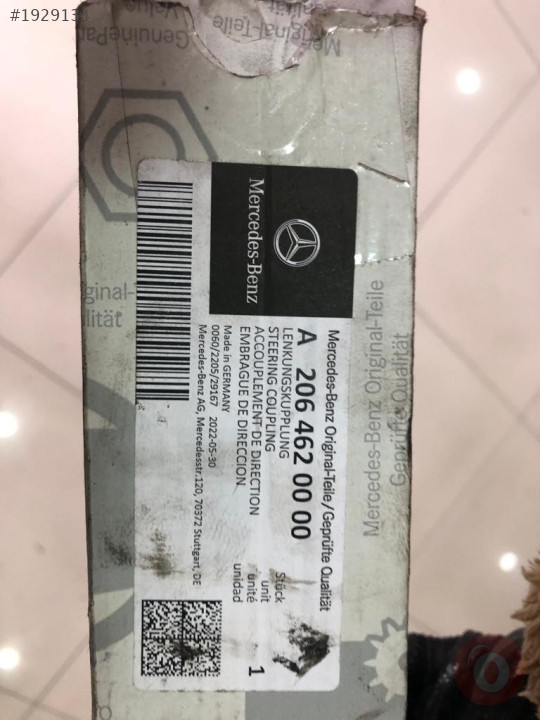 #192913
GenuineParts
Mercedes-Benz
Mercedes-Benz Original-Teile/Geprüfte Qualität
A 206 462 00 00
LENKUNGSKUPPLUNG
STEERING COUPLING
ACCOUPLEMENT DE DIRECTION
EMBRAGUE DE DIRECCION
Made in GERMANY
0060/2205/29167 2022-05-30
Mercedes-Benz AG, Mercedesstr.120, 70372 Stuttgart, DE
Stück
unit
unité
unidad
1
Mercedes-Benz Original-Teile
Geprüfte Qualität